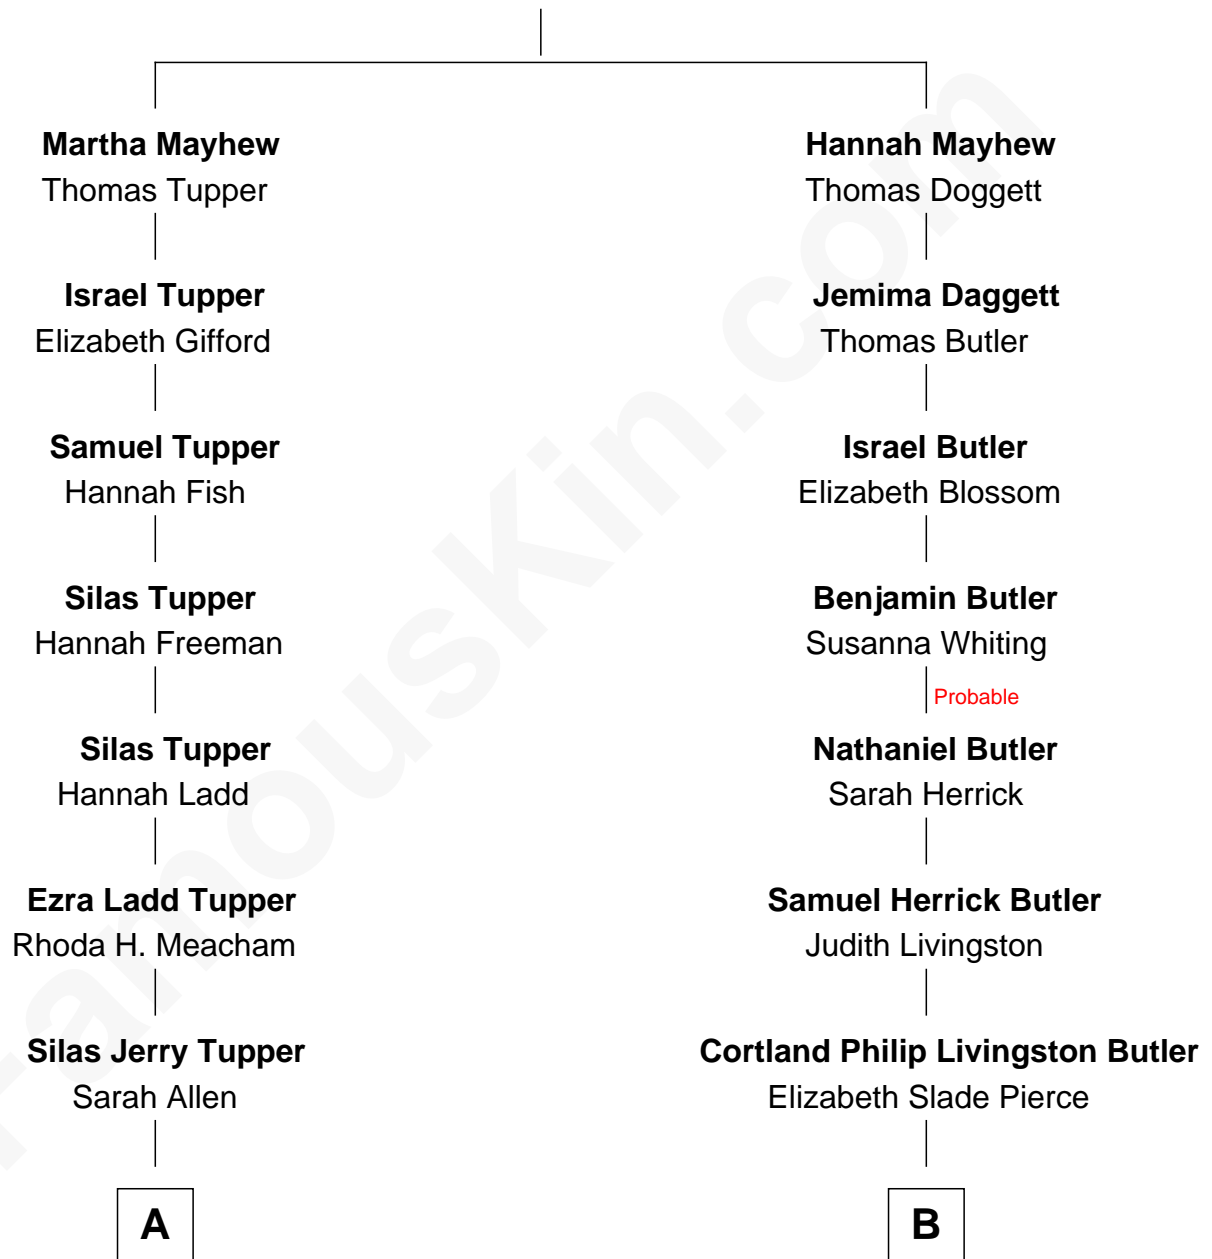 Martha Mayhew
Thomas Tupper
Hannah Mayhew
Thomas Doggett
Israel Tupper
Elizabeth Gifford
Jemima Daggett
Thomas Butler
Samuel Tupper
Hannah Fish
Israel Butler
Elizabeth Blossom
Silas Tupper
Hannah Freeman
Benjamin Butler
Susanna Whiting
Probable
Silas Tupper
Hannah Ladd
Nathaniel Butler
Sarah Herrick
Ezra Ladd Tupper
Rhoda H. Meacham
Samuel Herrick Butler
Judith Livingston
Silas Jerry Tupper
Sarah Allen
Cortland Philip Livingston Butler
Elizabeth Slade Pierce
A
B
FamousKin.com